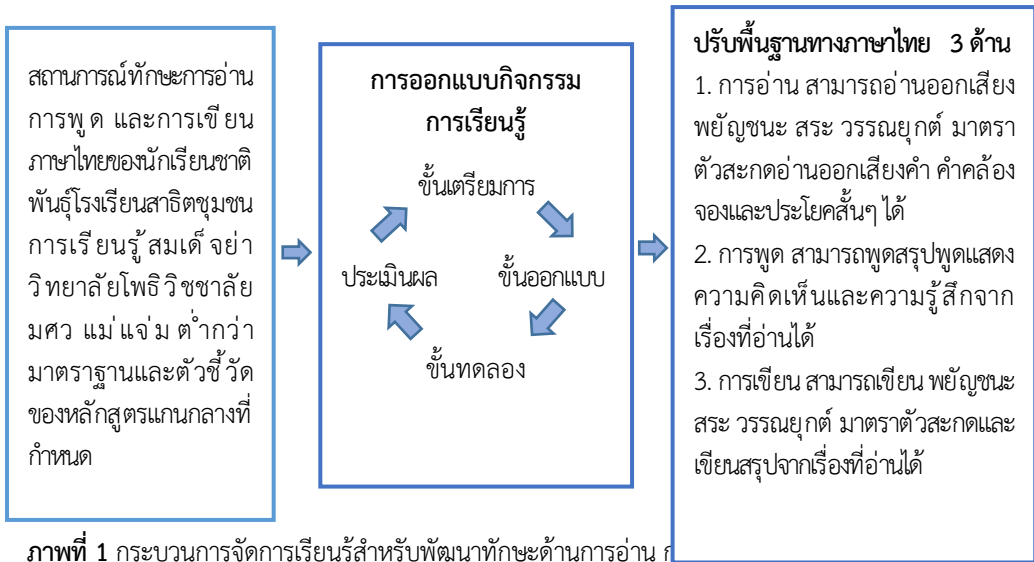 สถานการณ์ทักษะการอ่าน
การพูด และการเขียน
ภาษาไทยของนักเรียนชาติ
พันธุ์โรงเรียนสาธิตชุมชน
การเรียนรู้สมเด็จย่า
วิทยาลัยโพธิวิชชาลัย
มศว แม่แจ่ม ต่ำกว่า
มาตราฐานและตัวชี้วัด
ของหลักสูตรแกนกลางที่
กำหนด
การออกแบบกิจกรรม
การเรียนรู้
ขั้นเตรียมการ
ขั้นออกแบบ
ขั้นทดลอง
ประเมินผล
ปรับพื้นฐานทางภาษาไทย 3 ด้าน
1. การอ่าน สามารถอ่านออกเสียง
พยัญชนะ สระ วรรณยุกต์ มาตรา
ตัวสะกดอ่านออกเสียงคำ คำคล้อง
จองและประโยคสั้นๆ ได้
2. การพูด สามารถพูดสรุปพูดแสดง
ความคิดเห็นและความรู้สึกจาก
เรื่องที่อ่านได้
3. การเขียน สามารถเขียน พยัญชนะ
สระ วรรณยุกต์ มาตราตัวสะกดและ
เขียนสรุปจากเรื่องที่อ่านได้
ภาพที่ 1 กระบวนการจัดการเรียนรู้สำหรับพัฒนาทักษะด้านการอ่าน